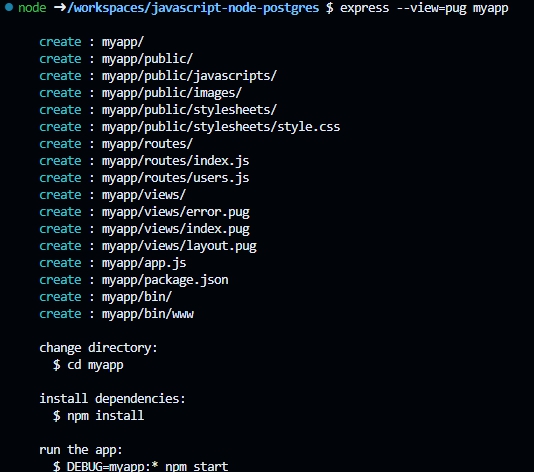 node ➜/workspaces/javascript-node-postgres $ express --view=pug myapp
create : myapp/
create : myapp/public/
create : myapp/public/javascripts/
create : myapp/public/images/
create : myapp/public/stylesheets/
create : myapp/public/stylesheets/style.css
create : myapp/routes/
create : myapp/routes/index.js
create : myapp/routes/users.js
create : myapp/views/
create : myapp/views/error.pug
create : myapp/views/index.pug
create : myapp/views/layout.pug
create : myapp/app.js
create : myapp/package.json
create : myapp/bin/
create : myapp/bin/www
change directory:
$ cd myapp
install dependencies:
$ npm install
run the app:
$ DEBUG=myapp:* npm start